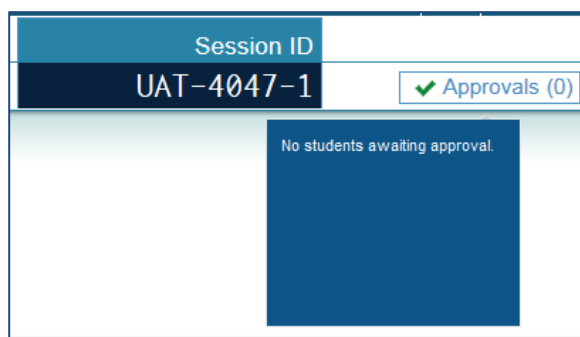 Session ID
UAT-4047-1
Approvals (0)
No students awaiting approval.